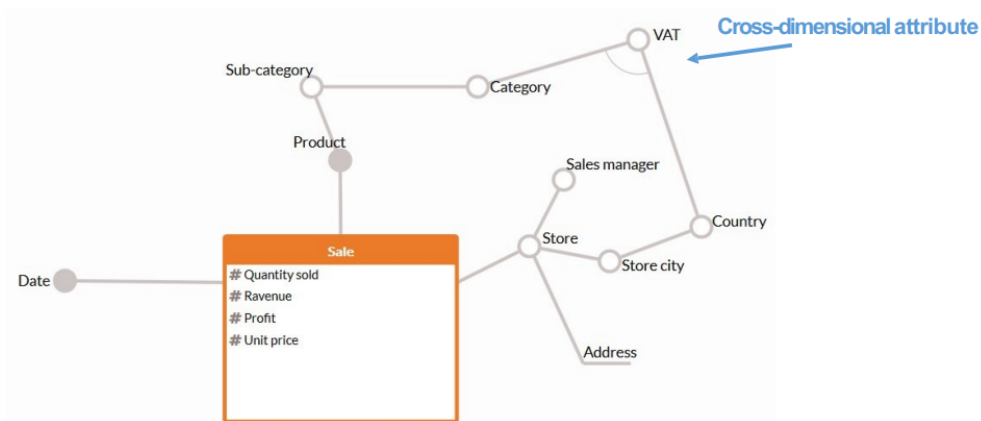 Cross-dimensional attribute
VAT
Sub-category
Category
Product
Sales manager
Country
Store
Store city
Sale
Date
# Quantity sold
# Ravenue
# Profit
# Unit price
Address